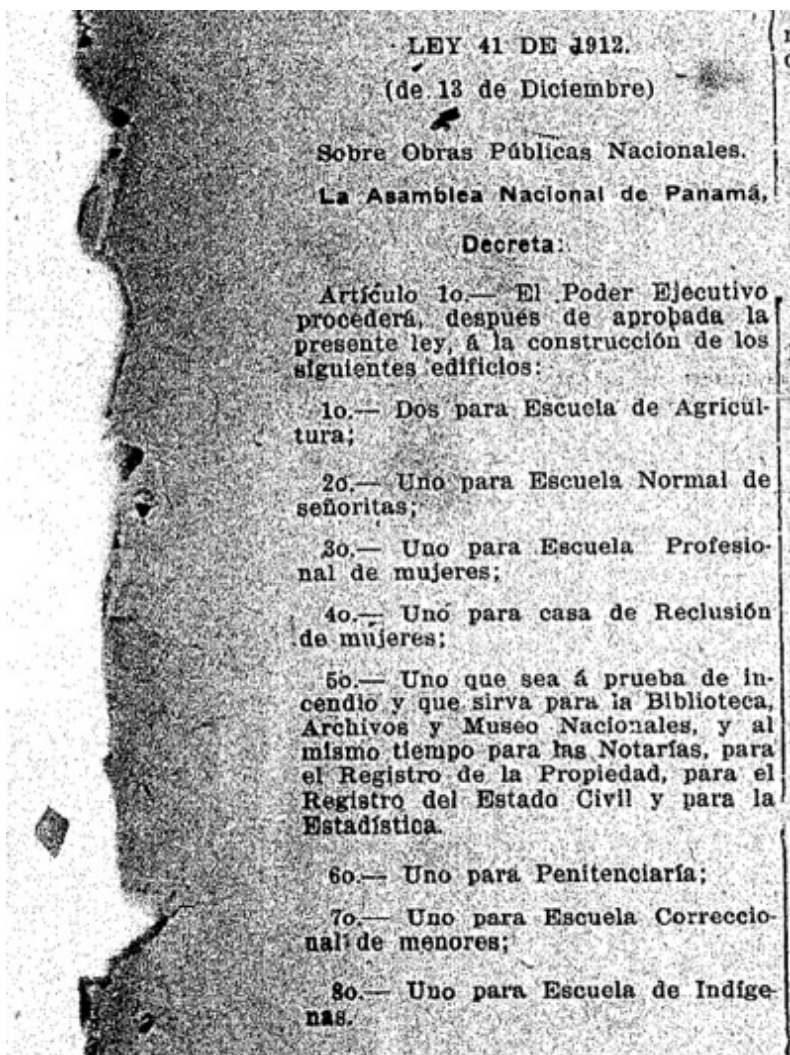 LEY 41 DE 1912.
(de 13 de Diciembre)
Sobre Obras Públicas Nacionales.
La Asamblea Nacional de Panamá,
Decreta:
Artículo 1o.— El Poder Ejecutivo
procederá, después de aprobada la
presente ley, á la construcción de los
siguientes edificios:
1o.— Dos para Escuela de Agricul-
tura;
2o.— Uno para Escuela Normal de
señoritas;
3o.— Uno para Escuela Profesio-
nal de mujeres;
4o.— Uno para casa de Reclusión
de mujeres;
5o.— Uno que sea á prueba de in-
cendio y que sirva para la Biblioteca,
Archivos y Museo Nacionales, y al
mismo tiempo para las Notarías, para
el Registro de la Propiedad, para el
Registro del Estado Civil y para la
Estadística.
6o.— Uno para Penitenciaría;
7o.— Uno para Escuela Correccio-
nal de menores;
8o.— Uno para Escuela de Indíge-
nas.